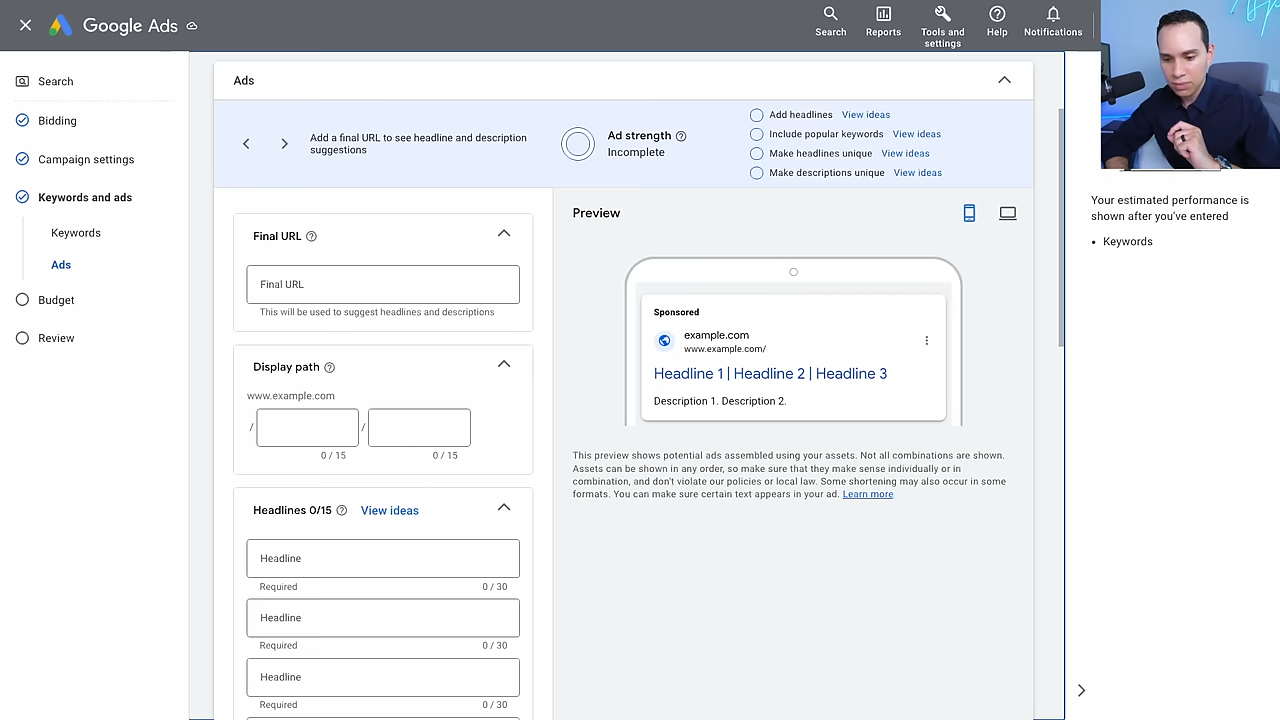 Google Ads
Search
Reports
Tools and
settings
Help
Notifications
Search
Bidding
Campaign settings
Keywords and ads
Keywords
Ads
Budget
Review
Ads
Add a final URL to see headline and description
suggestions
Ad strength
Incomplete
Add headlines View ideas
Include popular keywords View ideas
Make headlines unique View ideas
Make descriptions unique View ideas
Final URL
Final URL
This will be used to suggest headlines and descriptions
Display path
www.example.com
/ /
0 / 15 0 / 15
Headlines 0/15 View ideas
Headline
Required 0 / 30
Headline
Required 0 / 30
Headline
Required 0 / 30
Preview
Sponsored
example.com
www.example.com/
Headline 1 | Headline 2 | Headline 3
Description 1. Description 2.
This preview shows potential ads assembled using your assets. Not all combinations are shown.
Assets can be shown in any order, so make sure that they make sense individually or in
combination, and don't violate our policies or local law. Some shortening may also occur in some
formats. You can make sure certain text appears in your ad. Learn more
Your estimated performance is
shown after you've entered
• Keywords